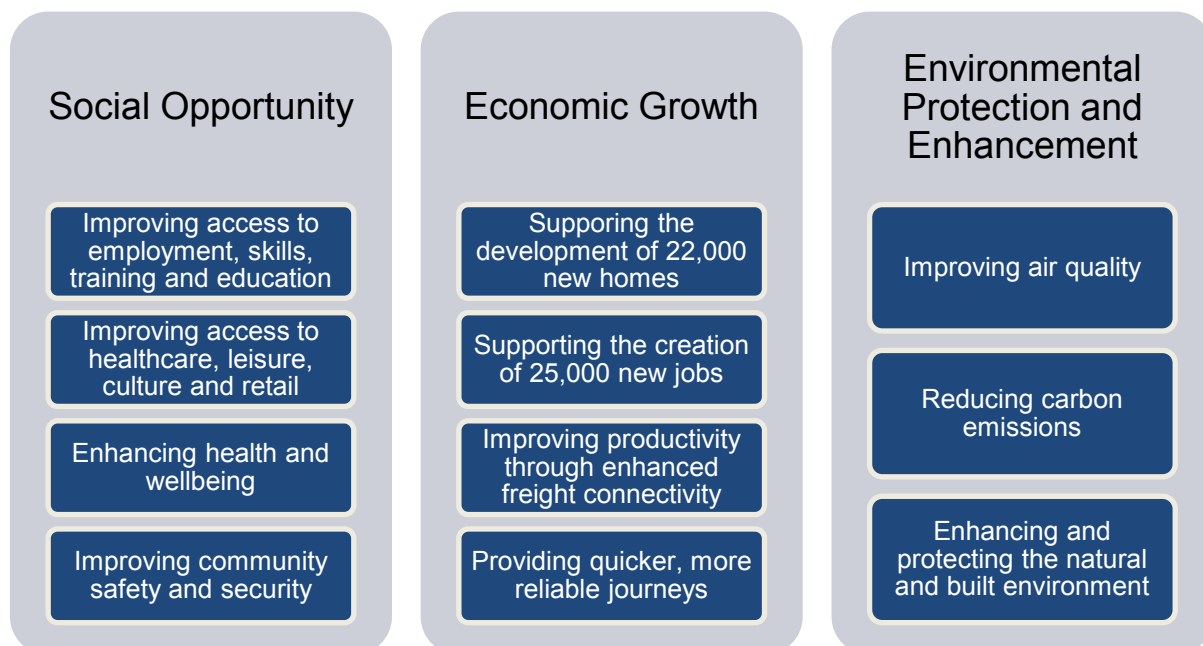 Social Opportunity
Improving access to
employment, skills,
training and education
Improving access to
healthcare, leisure,
culture and retail
Enhancing health and
wellbeing
Improving community
safety and security
Economic Growth
Supporing the
development of 22,000
new homes
Supporting the creation
of 25,000 new jobs
Improving productivity
through enhanced
freight connectivity
Providing quicker, more
reliable journeys
Environmental
Protection and
Enhancement
Improving air quality
Reducing carbon
emissions
Enhancing and
protecting the natural
and built environment